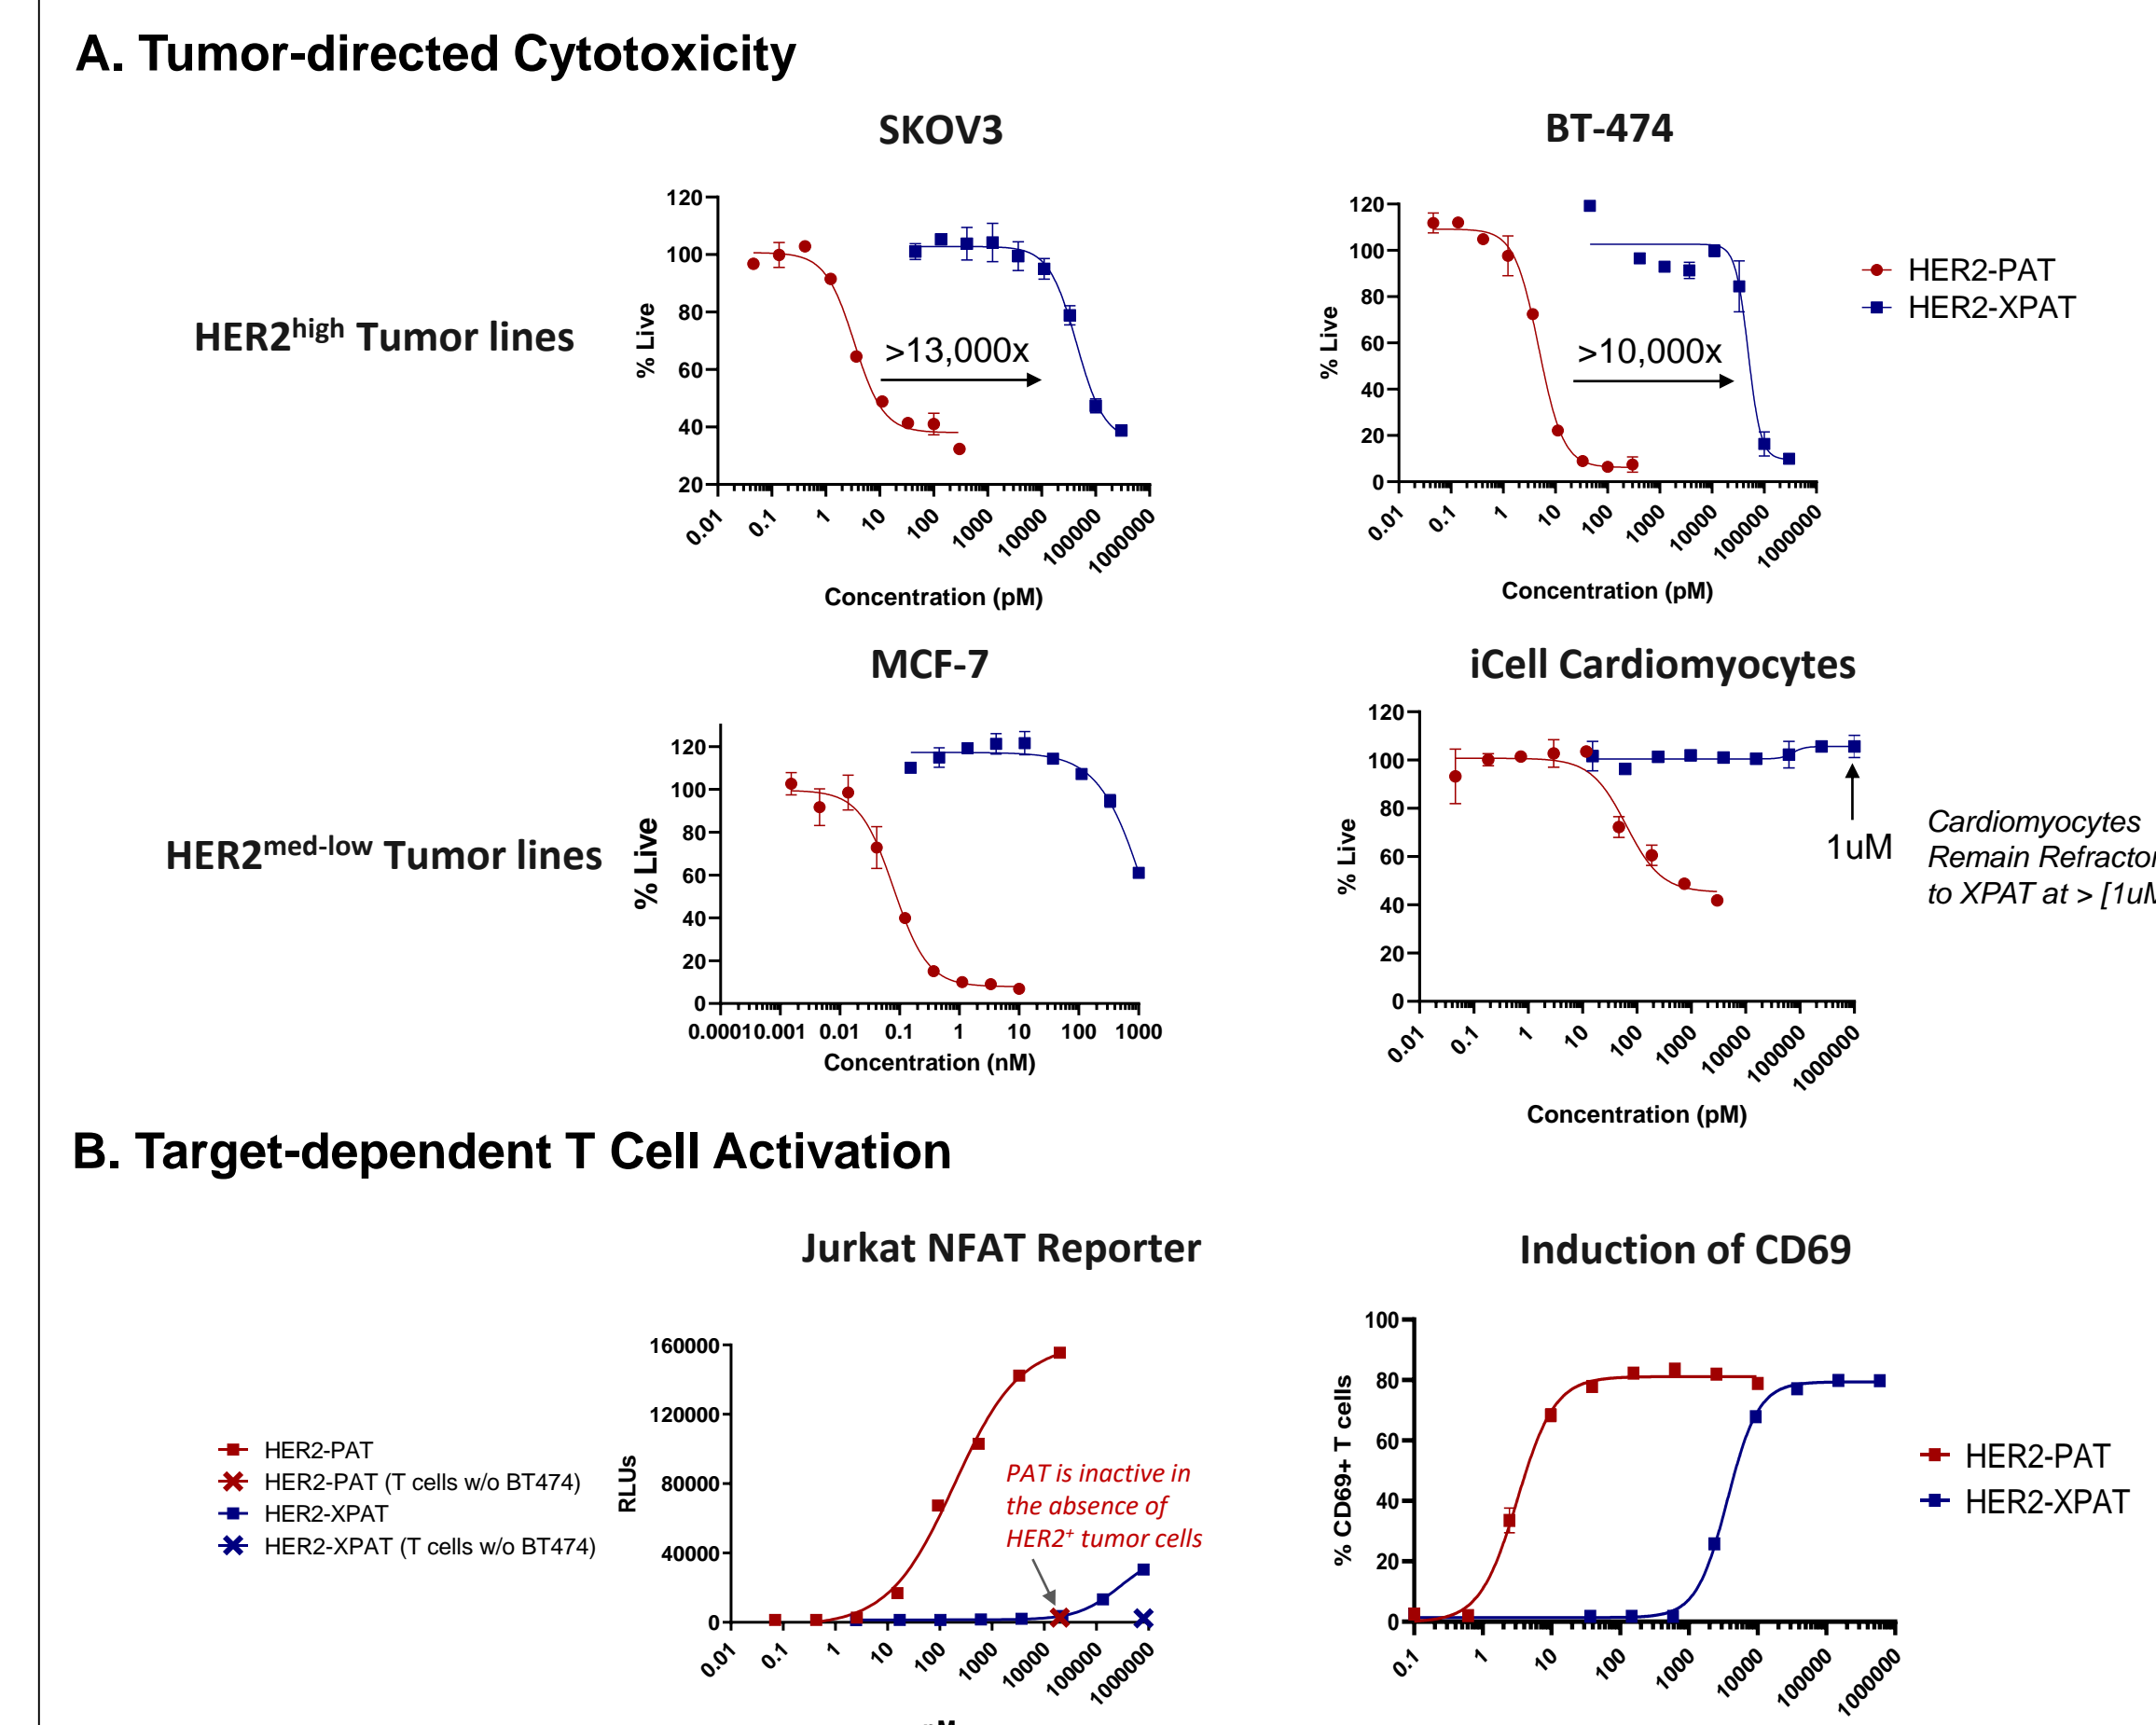 A. Tumor-directed Cytotoxicity
SKOV3
BT-474
HER2high Tumor lines
120
100
80
60
40
20
% Live
>13,000x
0.01
0.1
1
10
100
1000
10000
100000
1000000
Concentration (pM)
120
100
80
60
40
20
0
% Live
>10,000x
0.01
0.1
1
10
100
1000
10000
100000
1000000
Concentration (pM)
HER2-PAT
HER2-XPAT
MCF-7
iCell Cardiomyocytes
HER2med-low Tumor lines
120
100
80
60
40
20
0
% Live
0.0001
0.001
0.01
0.1
1
10
100
1000
Concentration (nM)
120
100
80
60
40
20
0
% Live
1uM
0.01
0.1
1
10
100
1000
10000
100000
1000000
Concentration (pM)
Cardiomyocytes
Remain
to XPAT at >
B. Target-dependent T Cell Activation
Jurkat NFAT Reporter
Induction of CD69
HER2-PAT
HER2-PAT (T cells w/o BT474)
HER2-XPAT
HER2-XPAT (T cells w/o BT474)
160000
120000
80000
40000
0
RLUs
PAT is inactive in
the absence of
HER2+ tumor cells
0.01
0.1
1
10
100
1000
10000
100000
1000000
100
80
60
40
20
0
% CD69+ T cells
0.1
1
10
100
1000
10000
100000
1000000
HER2-PAT
HER2-XPAT